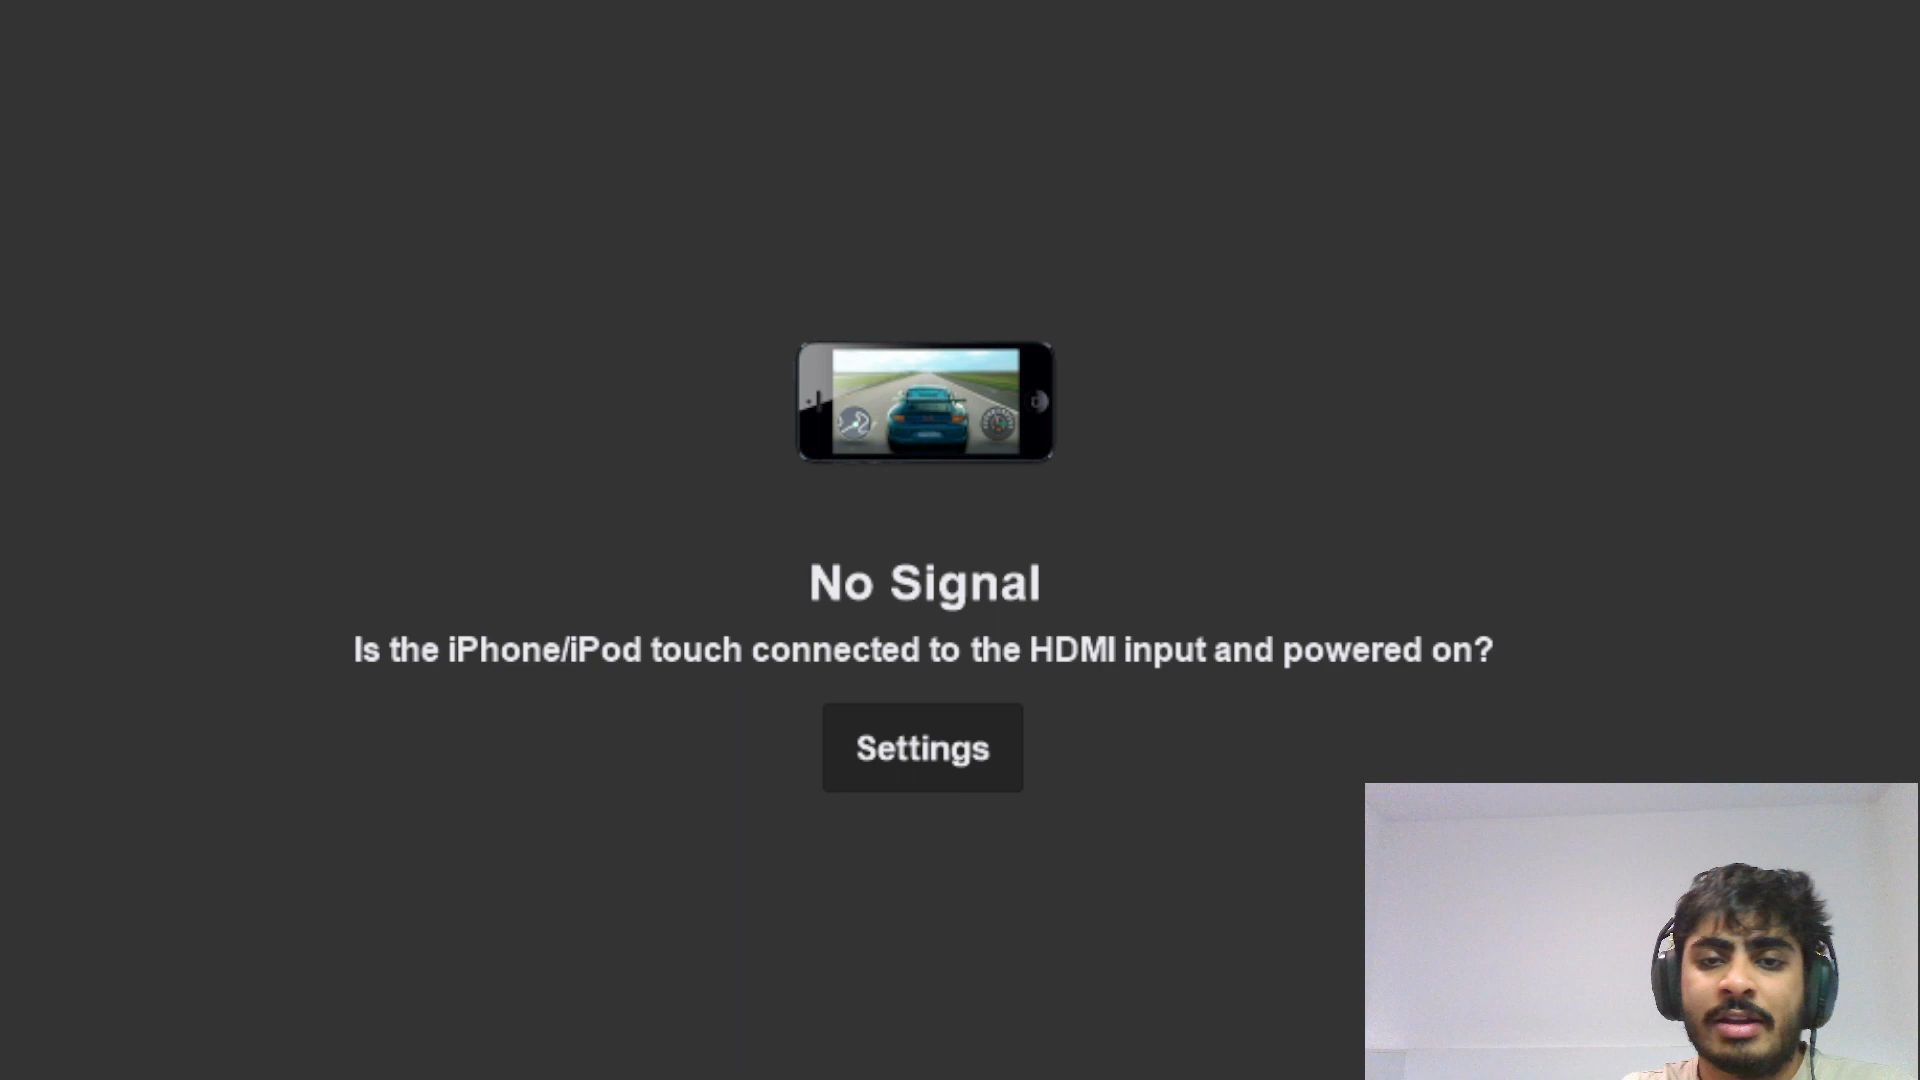 No Signal
Is the iPhone/iPod touch connected to the HDMI input and powered on?
Settings